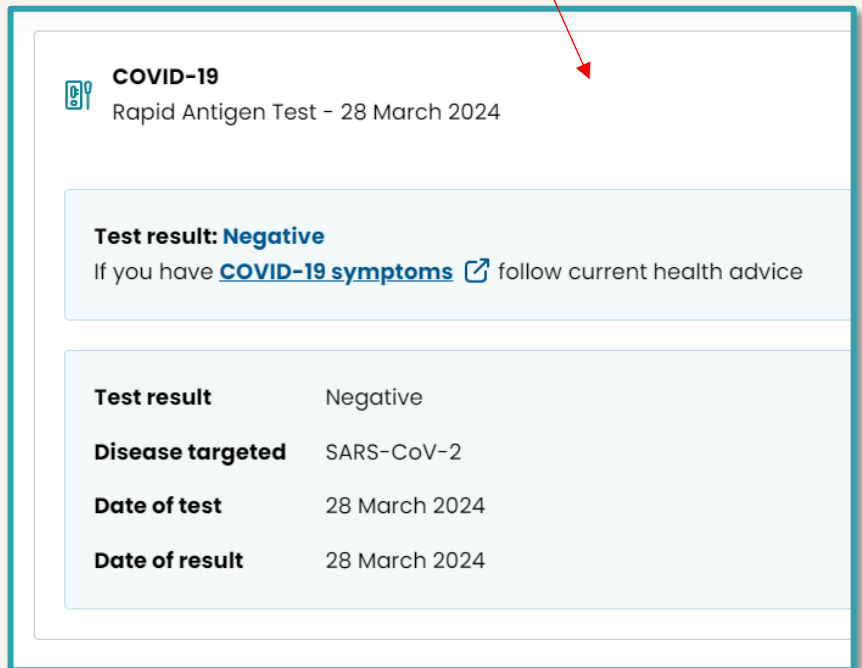 COVID-19
Rapid Antigen Test - 28 March 2024
Test result: Negative
If you have COVID-19 symptoms follow current health advice
Test result Negative
Disease targeted SARS-CoV-2
Date of test 28 March 2024
Date of result 28 March 2024